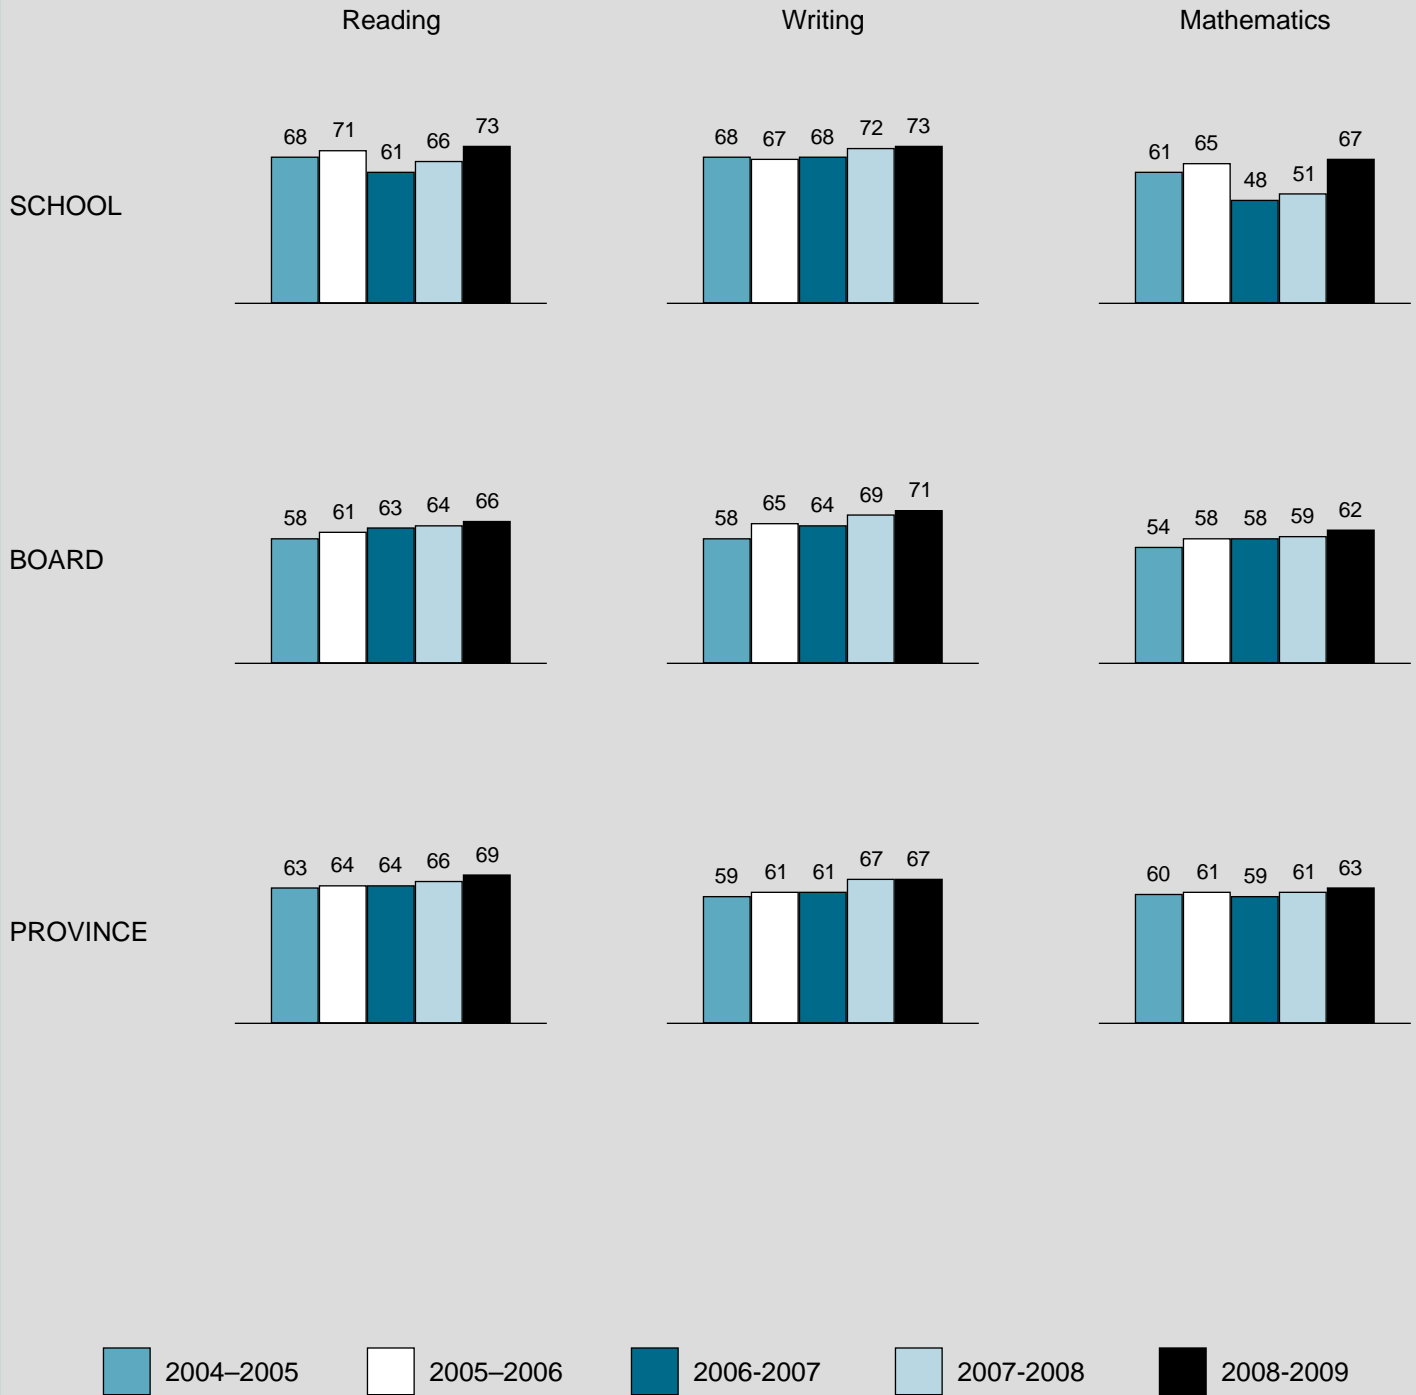 Reading Writing Mathematics
68 71 61 66 73 68 67 68 72 73 61 65 48 51 67
SCHOOL
58 61 63 64 66 58 65 64 69 71 54 58 58 59 62
BOARD
63 64 64 66 69 59 61 61 67 67 60 61 59 61 63
PROVINCE
2004–2005 2005–2006 2006-2007 2007-2008 2008-2009